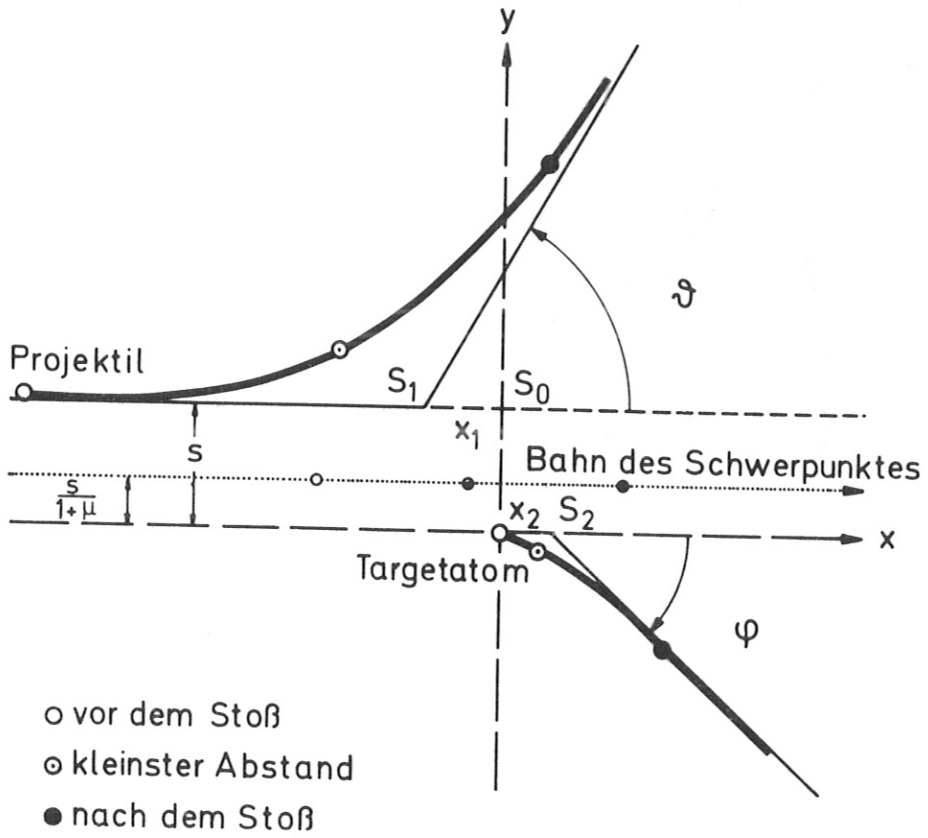 y
ϑ
Projektil
S₁ S₀
x₁
s
Bahn des Schwerpunktes
s/(1+μ)
x₂ S₂
x
Targetatom
φ
○ vor dem Stoß
⊙ kleinster Abstand
● nach dem Stoß